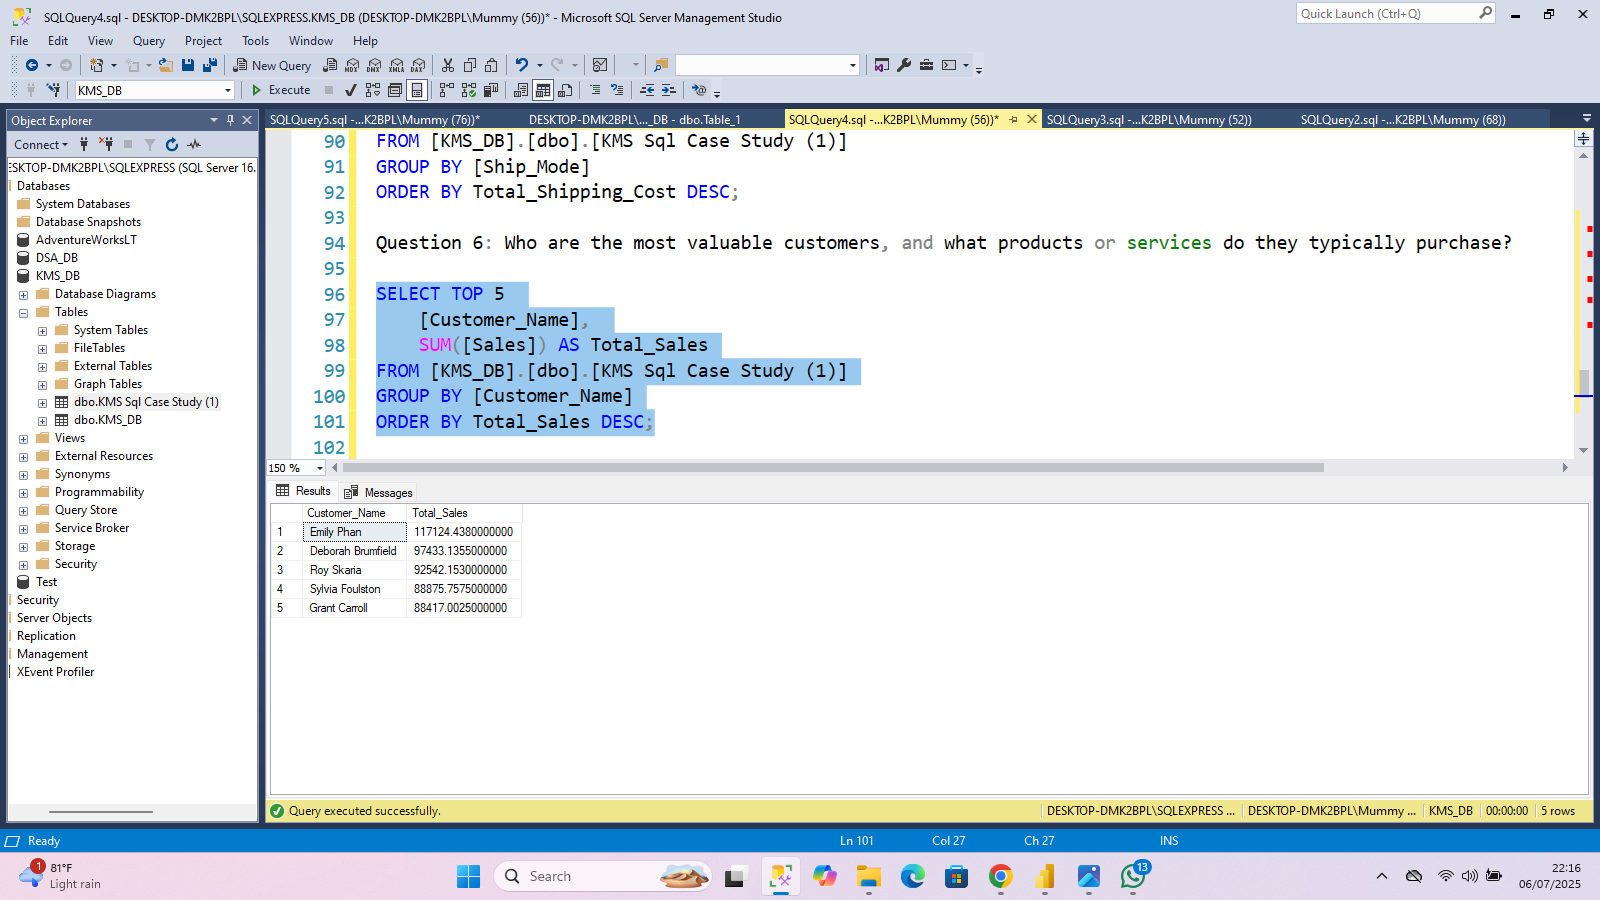 SQLQuery4.sql - DESKTOP-DMK2BPL\SQLEXPRESS.KMS_DB (DESKTOP-DMK2BPL\Mummy (56))* - Microsoft SQL Server Management Studio
Quick Launch (Ctrl+Q)
File Edit View Query Project Tools Window Help
New Query
MDX DMX XMLA DAX
KMS_DB
Execute
Object Explorer
SQLQuery5.sql -...K2BPL\Mummy (76))*
DESKTOP-DMK2BPL\..._DB - dbo.Table_1
SQLQuery4.sql -...K2BPL\Mummy (56))*
SQLQuery3.sql -...K2BPL\Mummy (52))
SQLQuery2.sql -...K2BPL\Mummy (68))
Connect
ESKTOP-DMK2BPL\SQLEXPRESS (SQL Server 16.
Databases
System Databases
Database Snapshots
AdventureWorksLT
DSA_DB
KMS_DB
Database Diagrams
Tables
System Tables
FileTables
External Tables
Graph Tables
dbo.KMS Sql Case Study (1)
dbo.KMS_DB
Views
External Resources
Synonyms
Programmability
Query Store
Service Broker
Storage
Security
Test
Security
Server Objects
Replication
Management
XEvent Profiler
90 FROM [KMS_DB].[dbo].[KMS Sql Case Study (1)]
91 GROUP BY [Ship_Mode]
92 ORDER BY Total_Shipping_Cost DESC;
93
94 Question 6: Who are the most valuable customers, and what products or services do they typically purchase?
95
96 SELECT TOP 5
97 [Customer_Name],
98 SUM([Sales]) AS Total_Sales
99 FROM [KMS_DB].[dbo].[KMS Sql Case Study (1)]
100 GROUP BY [Customer_Name]
101 ORDER BY Total_Sales DESC;
102
150 %
Results Messages
Customer_Name Total_Sales
1 Emily Phan 117124.4380000000
2 Deborah Brumfield 97433.1355000000
3 Roy Skaria 92542.1530000000
4 Sylvia Foulston 88875.7575000000
5 Grant Carroll 88417.0025000000
Query executed successfully.
DESKTOP-DMK2BPL\SQLEXPRESS ... DESKTOP-DMK2BPL\Mummy ... KMS_DB 00:00:00 5 rows
Ready
Ln 101 Col 27 Ch 27 INS
1
81°F
Light rain
Search
13
22:16
06/07/2025